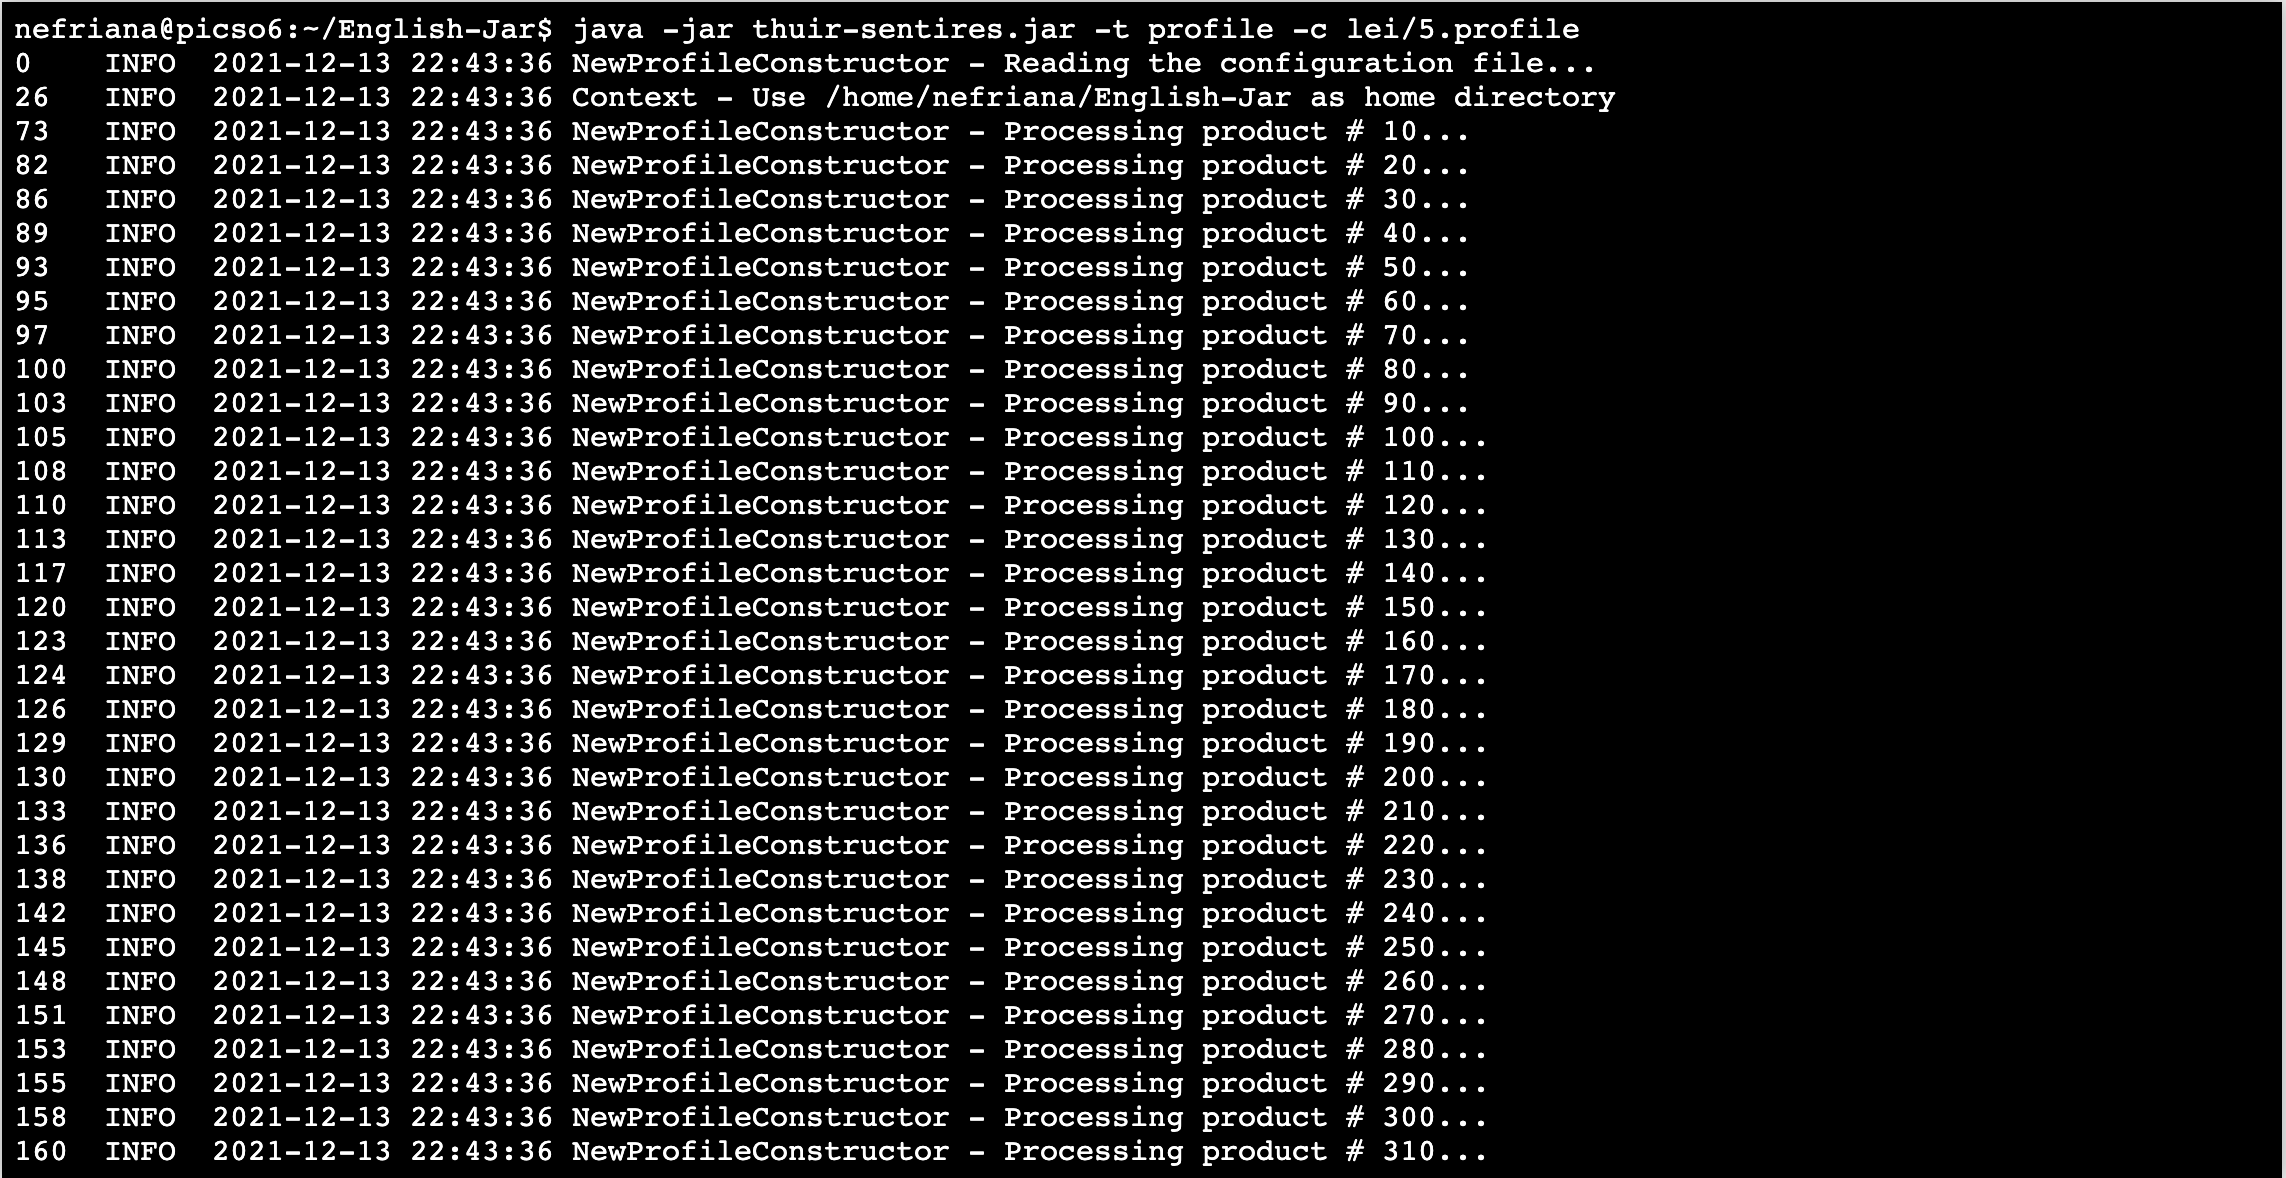 nefriana@picso6:~/English-Jar$ java -jar thuir-sentires.jar -t profile -c lei/5.profile
0    INFO  2021-12-13 22:43:36 NewProfileConstructor - Reading the configuration file...
26   INFO  2021-12-13 22:43:36 Context - Use /home/nefriana/English-Jar as home directory
73   INFO  2021-12-13 22:43:36 NewProfileConstructor - Processing product # 10...
82   INFO  2021-12-13 22:43:36 NewProfileConstructor - Processing product # 20...
86   INFO  2021-12-13 22:43:36 NewProfileConstructor - Processing product # 30...
89   INFO  2021-12-13 22:43:36 NewProfileConstructor - Processing product # 40...
93   INFO  2021-12-13 22:43:36 NewProfileConstructor - Processing product # 50...
95   INFO  2021-12-13 22:43:36 NewProfileConstructor - Processing product # 60...
97   INFO  2021-12-13 22:43:36 NewProfileConstructor - Processing product # 70...
100  INFO  2021-12-13 22:43:36 NewProfileConstructor - Processing product # 80...
103  INFO  2021-12-13 22:43:36 NewProfileConstructor - Processing product # 90...
105  INFO  2021-12-13 22:43:36 NewProfileConstructor - Processing product # 100...
108  INFO  2021-12-13 22:43:36 NewProfileConstructor - Processing product # 110...
110  INFO  2021-12-13 22:43:36 NewProfileConstructor - Processing product # 120...
113  INFO  2021-12-13 22:43:36 NewProfileConstructor - Processing product # 130...
117  INFO  2021-12-13 22:43:36 NewProfileConstructor - Processing product # 140...
120  INFO  2021-12-13 22:43:36 NewProfileConstructor - Processing product # 150...
123  INFO  2021-12-13 22:43:36 NewProfileConstructor - Processing product # 160...
124  INFO  2021-12-13 22:43:36 NewProfileConstructor - Processing product # 170...
126  INFO  2021-12-13 22:43:36 NewProfileConstructor - Processing product # 180...
129  INFO  2021-12-13 22:43:36 NewProfileConstructor - Processing product # 190...
130  INFO  2021-12-13 22:43:36 NewProfileConstructor - Processing product # 200...
133  INFO  2021-12-13 22:43:36 NewProfileConstructor - Processing product # 210...
136  INFO  2021-12-13 22:43:36 NewProfileConstructor - Processing product # 220...
138  INFO  2021-12-13 22:43:36 NewProfileConstructor - Processing product # 230...
142  INFO  2021-12-13 22:43:36 NewProfileConstructor - Processing product # 240...
145  INFO  2021-12-13 22:43:36 NewProfileConstructor - Processing product # 250...
148  INFO  2021-12-13 22:43:36 NewProfileConstructor - Processing product # 260...
151  INFO  2021-12-13 22:43:36 NewProfileConstructor - Processing product # 270...
153  INFO  2021-12-13 22:43:36 NewProfileConstructor - Processing product # 280...
155  INFO  2021-12-13 22:43:36 NewProfileConstructor - Processing product # 290...
158  INFO  2021-12-13 22:43:36 NewProfileConstructor - Processing product # 300...
160  INFO  2021-12-13 22:43:36 NewProfileConstructor - Processing product # 310...